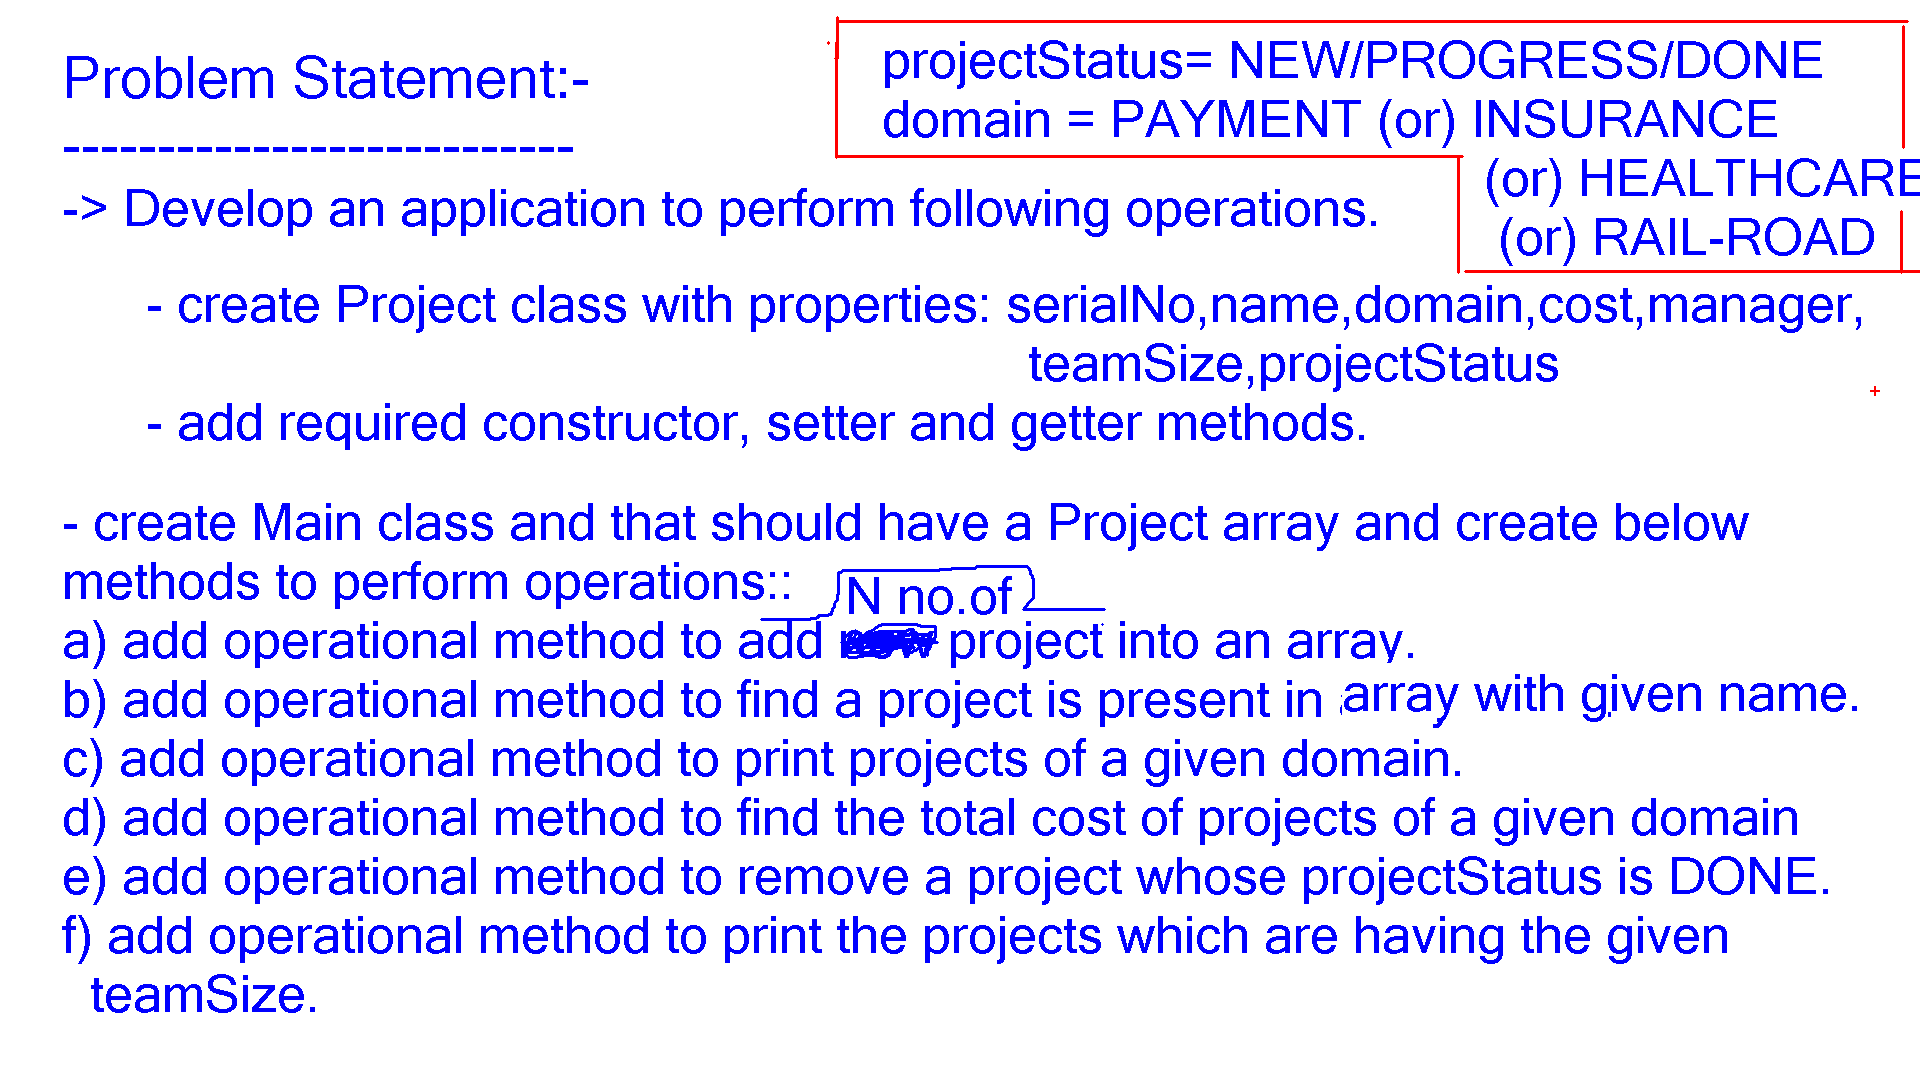 Problem Statement:-
---------------------------
projectStatus= NEW/PROGRESS/DONE
domain = PAYMENT (or) INSURANCE
(or) HEALTHCARE
(or) RAIL-ROAD
-> Develop an application to perform following operations.
- create Project class with properties: serialNo,name,domain,cost,manager,
teamSize,projectStatus
- add required constructor, setter and getter methods.
- create Main class and that should have a Project array and create below
methods to perform operations::
N no.of
a) add operational method to add project into an array.
b) add operational method to find a project is present in array with given name.
c) add operational method to print projects of a given domain.
d) add operational method to find the total cost of projects of a given domain
e) add operational method to remove a project whose projectStatus is DONE.
f) add operational method to print the projects which are having the given
teamSize.